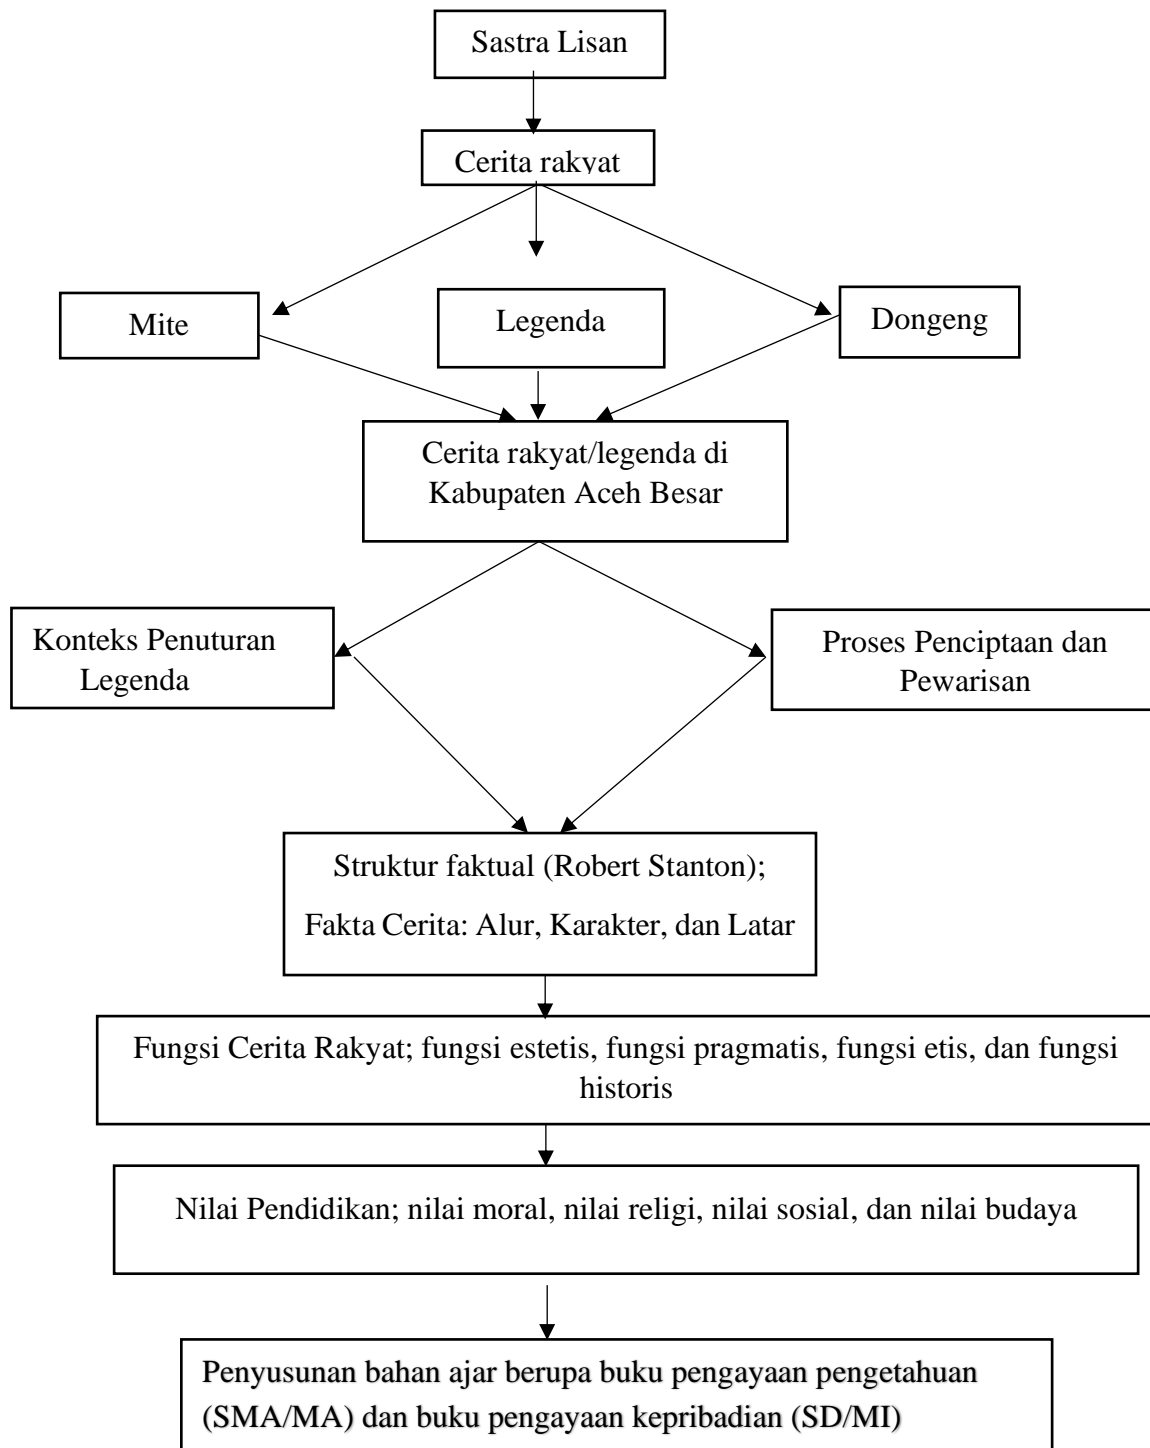 Sastra Lisan
Cerita rakyat
Mite
Legenda
Dongeng
Cerita rakyat/legenda di
Kabupaten Aceh Besar
Konteks Penuturan
Legenda
Proses Penciptaan dan
Pewarisan
Struktur faktual (Robert Stanton);
Fakta Cerita: Alur, Karakter, dan Latar
Fungsi Cerita Rakyat; fungsi estetis, fungsi pragmatis, fungsi etis, dan fungsi
historis
Nilai Pendidikan; nilai moral, nilai religi, nilai sosial, dan nilai budaya
Penyusunan bahan ajar berupa buku pengayaan pengetahuan
(SMA/MA) dan buku pengayaan kepribadian (SD/MI)